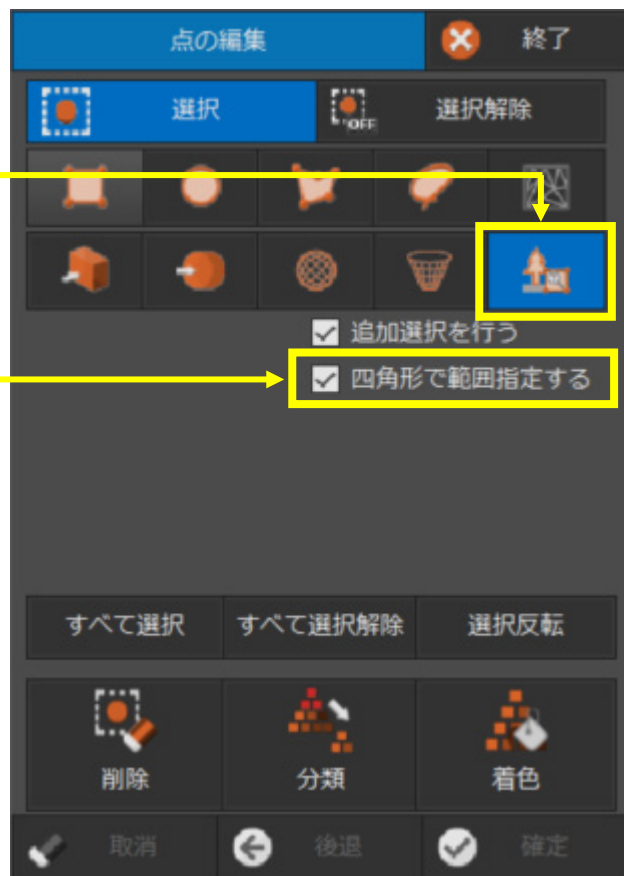 点の編集 終了
選択 選択解除
OFF
追加選択を行う
四角形で範囲指定する
すべて選択 すべて選択解除 選択反転
削除 分類 着色
取消 後退 確定